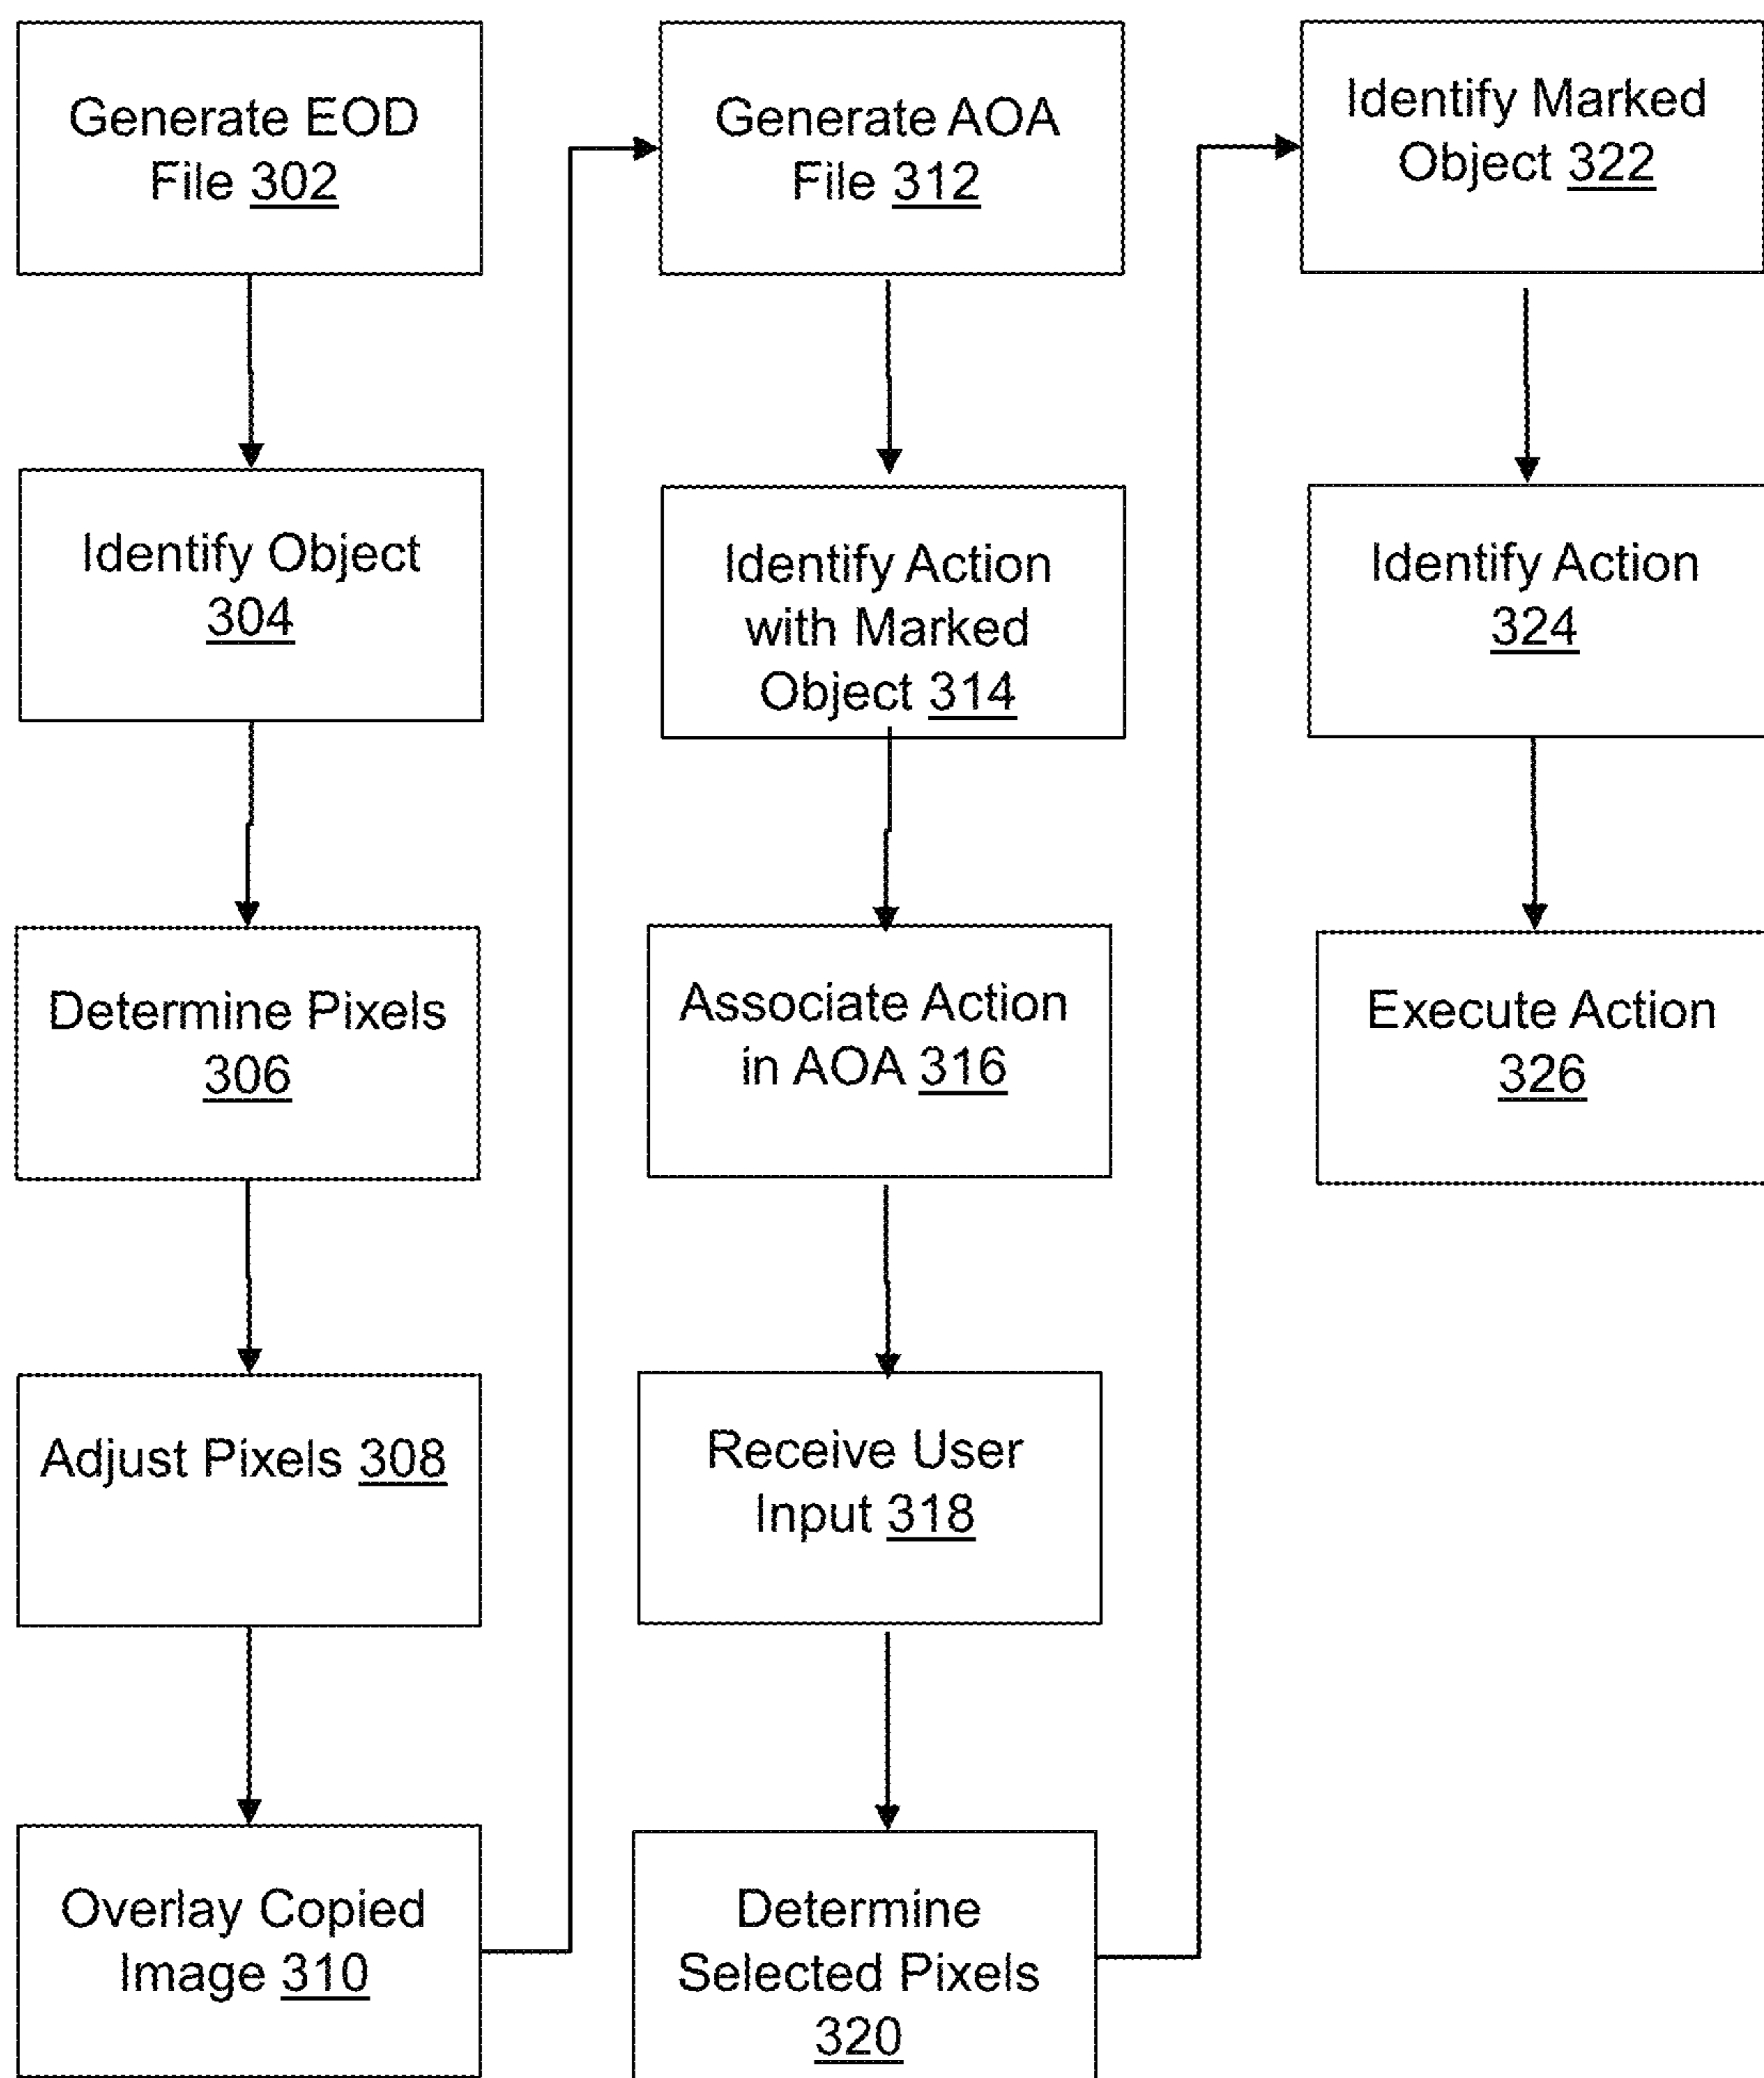 Generate EOD
File 302
Identify Object
304
Determine Pixels
306
Adjust Pixels 308
Overlay Copied
Image 310
Generate AOA
File 312
Identify Action
with Marked
Object 314
Associate Action
in AOA 316
Receive User
Input 318
Determine
Selected Pixels
320
Identify Marked
Object 322
Identify Action
324
Execute Action
326